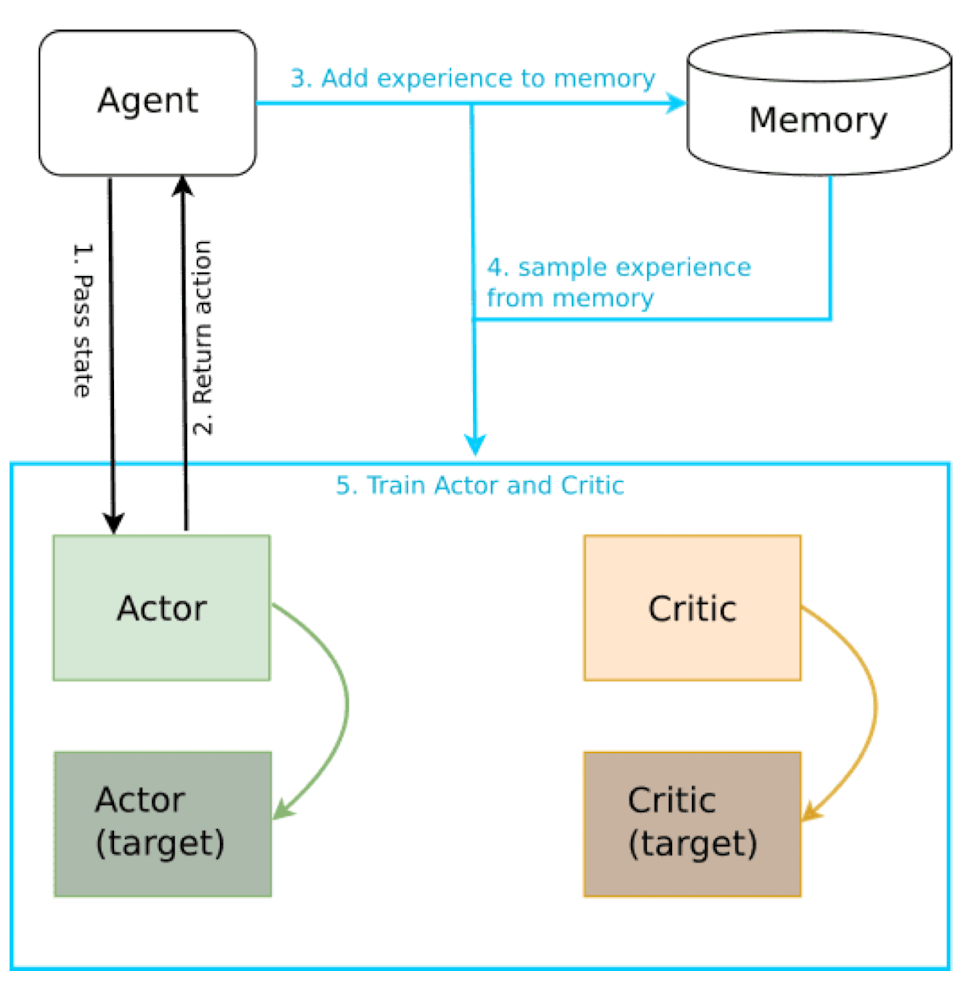 Agent
3. Add experience to memory
Memory
1. Pass state
2. Return action
4. sample experience
from memory
5. Train Actor and Critic
Actor
Critic
Actor
(target)
Critic
(target)